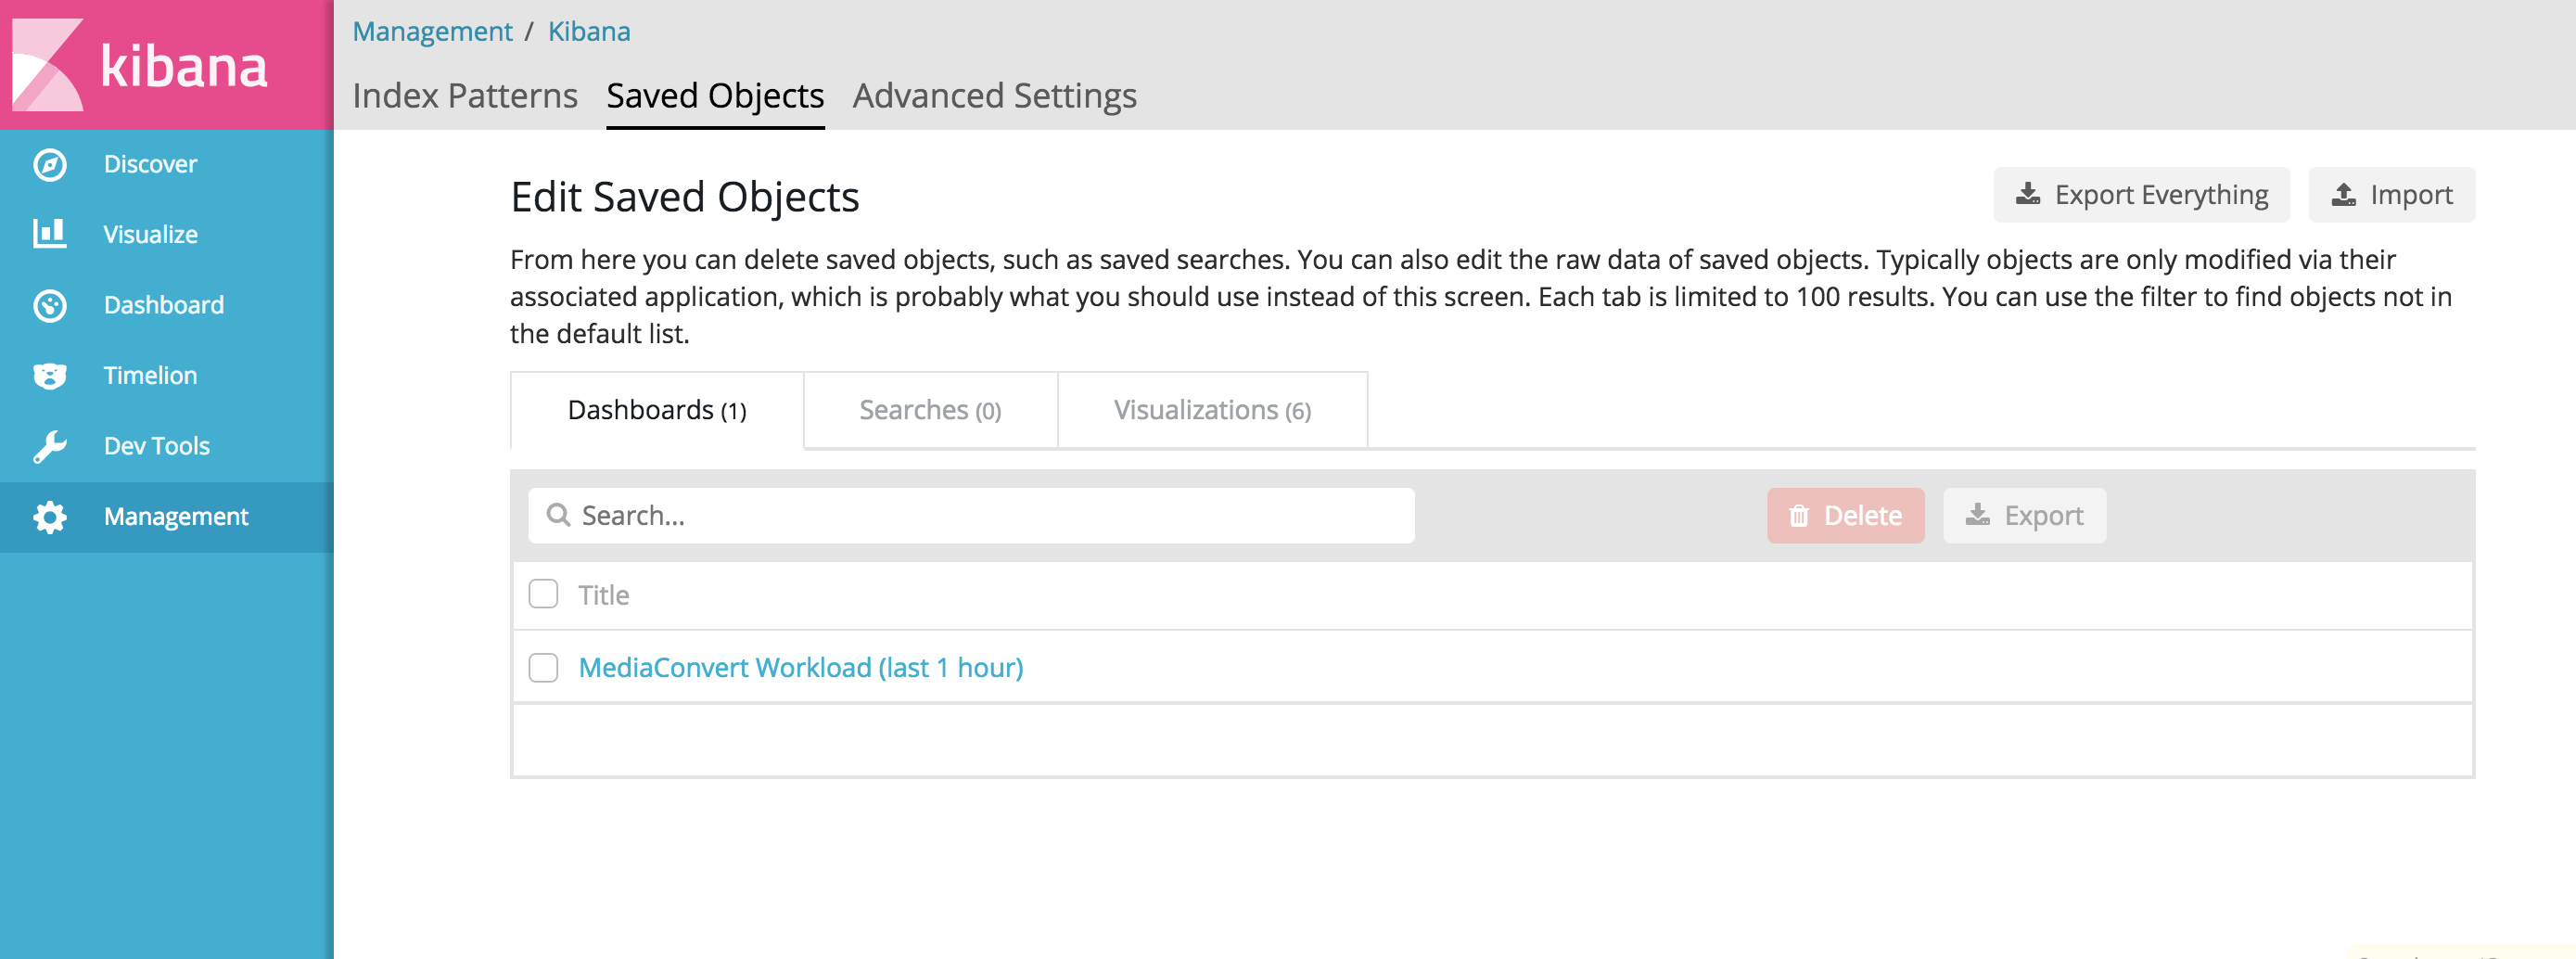 kibana
Discover
Visualize
Dashboard
Timelion
Dev Tools
Management
Management / Kibana
Index Patterns Saved Objects Advanced Settings
Edit Saved Objects
Export Everything
Import
From here you can delete saved objects, such as saved searches. You can also edit the raw data of saved objects. Typically objects are only modified via their
associated application, which is probably what you should use instead of this screen. Each tab is limited to 100 results. You can use the filter to find objects not in
the default list.
Dashboards (1) Searches (0) Visualizations (6)
Search...
Delete
Export
Title
MediaConvert Workload (last 1 hour)